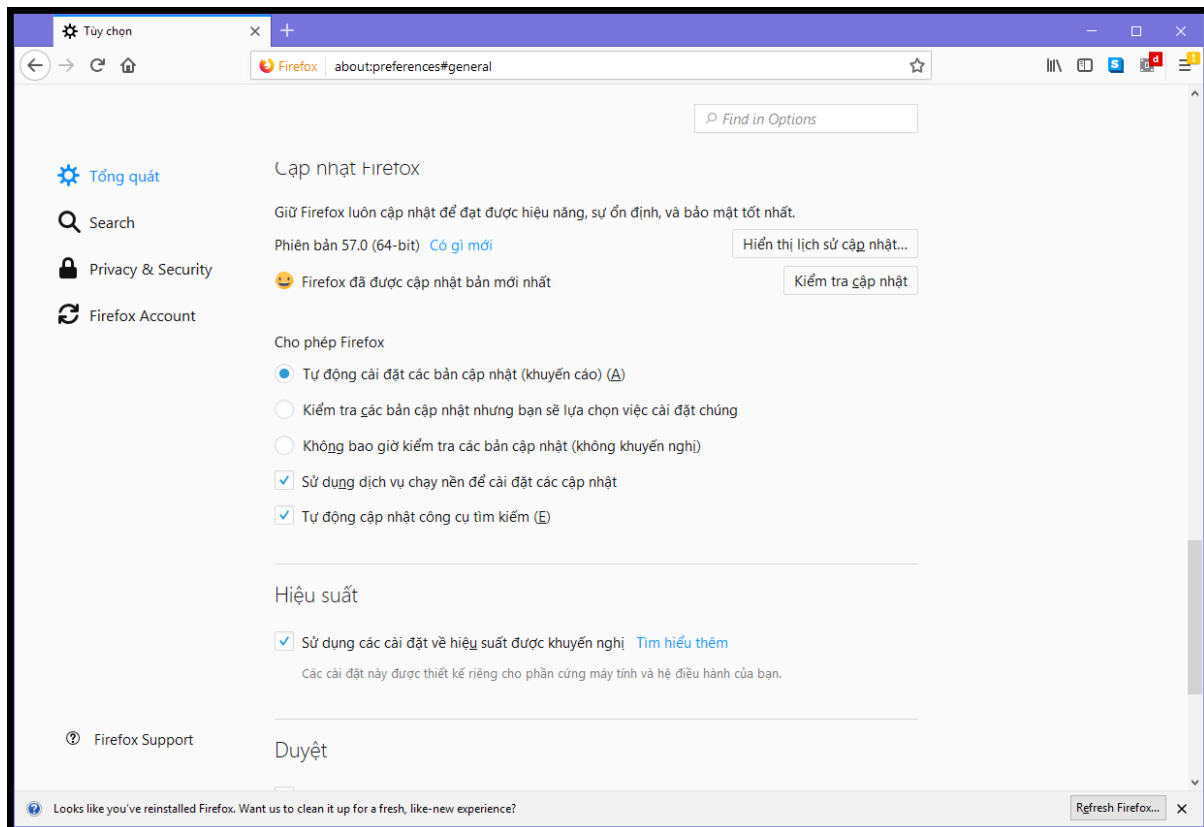 Tùy chọn
Firefox about:preferences#general
S
d
Find in Options
Cập nhật Firefox
Tổng quát
Search
Privacy & Security
Firefox Account
Giữ Firefox luôn cập nhật để đạt được hiệu năng, sự ổn định, và bảo mật tốt nhất.
Phiên bản 57.0 (64-bit) Có gì mới
Hiển thị lịch sử cập nhật...
Firefox đã được cập nhật bản mới nhất
Kiểm tra cập nhật
Cho phép Firefox
Tự động cài đặt các bản cập nhật (khuyến cáo) (A)
Kiểm tra các bản cập nhật nhưng bạn sẽ lựa chọn việc cài đặt chúng
Không bao giờ kiểm tra các bản cập nhật (không khuyến nghị)
Sử dụng dịch vụ chạy nền để cài đặt các cập nhật
Tự động cập nhật công cụ tìm kiếm (E)
Hiệu suất
Sử dụng các cài đặt về hiệu suất được khuyến nghị Tìm hiểu thêm
Các cài đặt này được thiết kế riêng cho phần cứng máy tính và hệ điều hành của bạn.
Firefox Support
Duyệt
Looks like you've reinstalled Firefox. Want us to clean it up for a fresh, like-new experience?
Refresh Firefox...